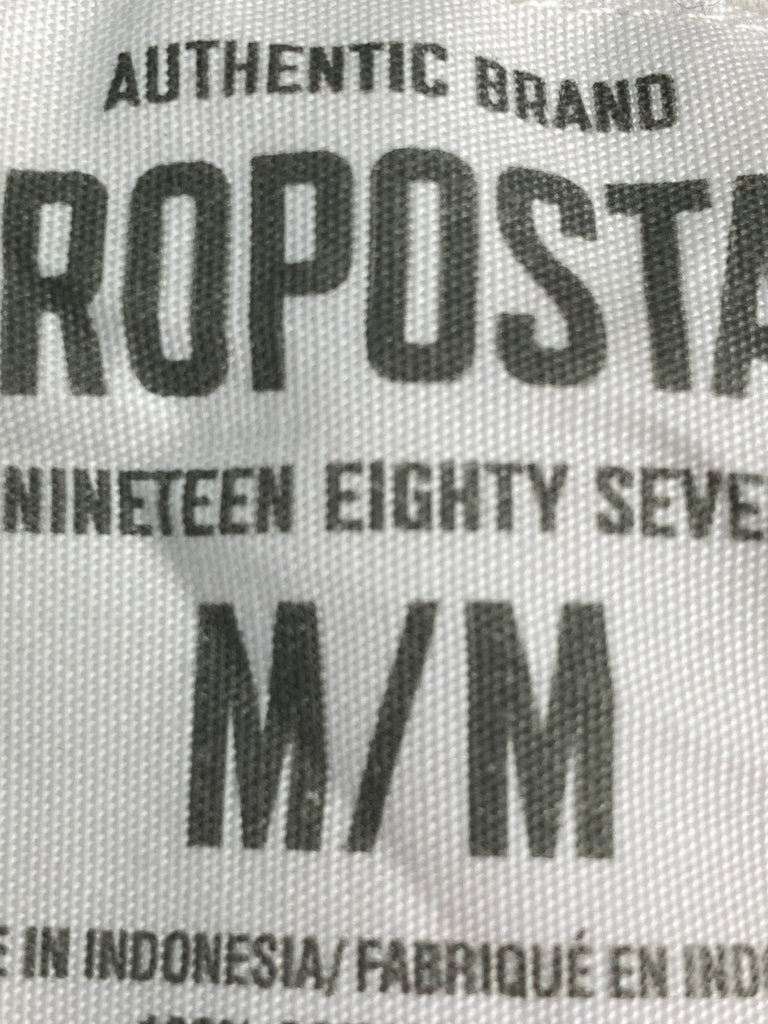 AUTHENTIC BRAND
ROPOSTA
NINETEEN EIGHTY SEVE
M/M
E IN INDONESIA/ FABRIQUÉ EN INDO